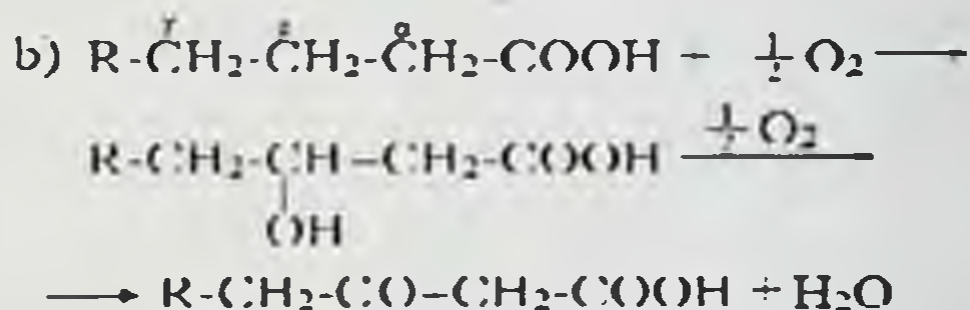 b) R-CH₂-CH₂-CH₂-COOH - ½ O₂ ⟶
R-CH₂-CH-CH₂-COOH ½ O₂
OH
⟶ R-CH₂-CO-CH₂-COOH + H₂O